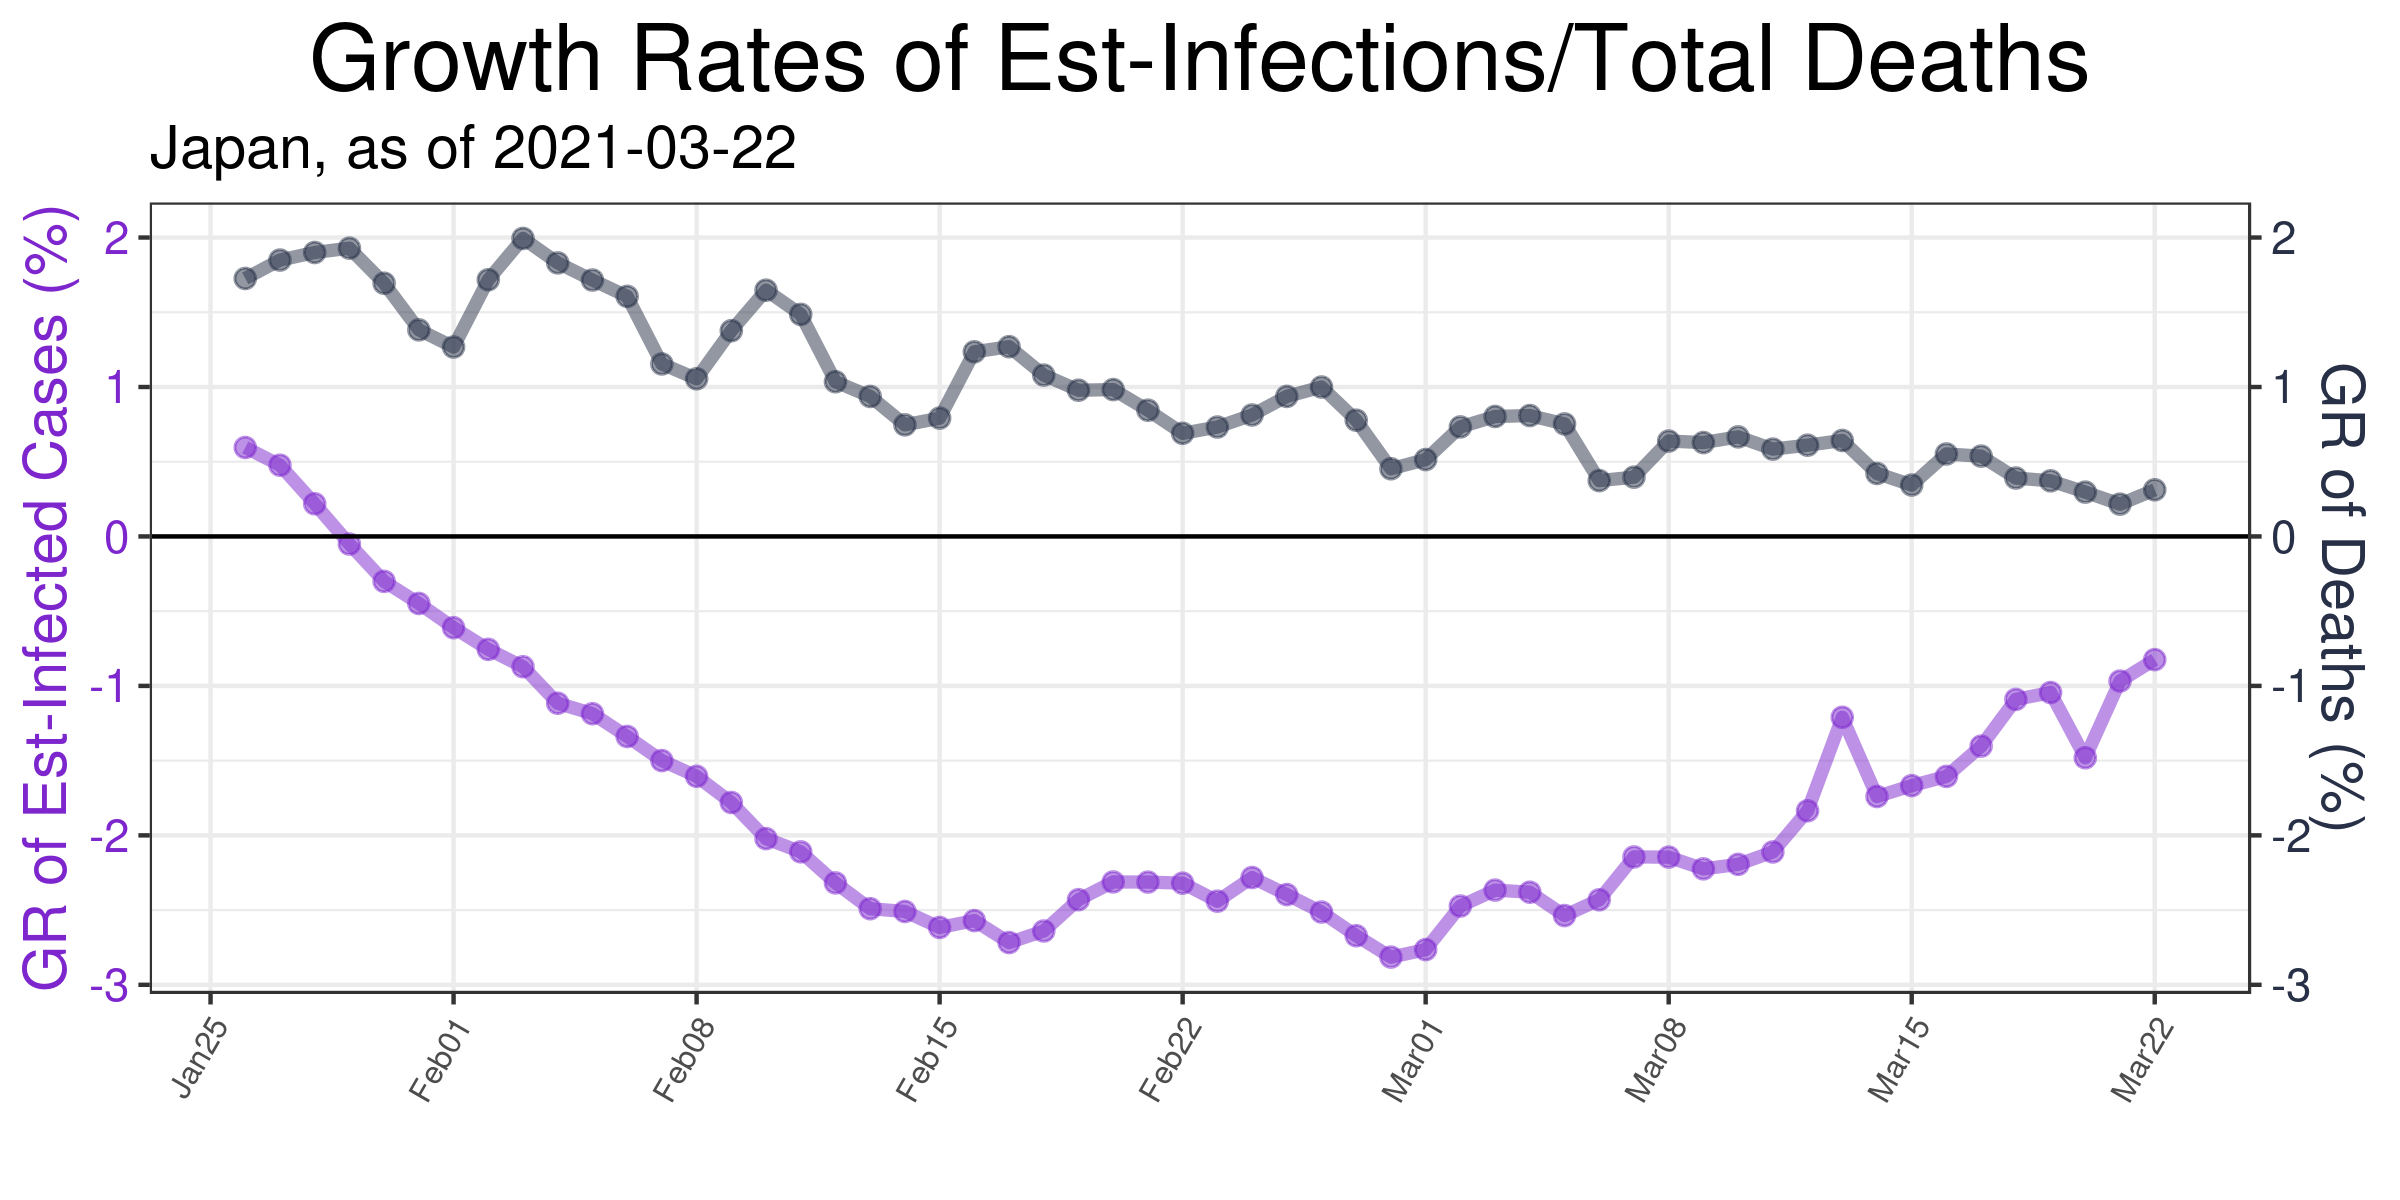 Growth Rates of Est-Infections/Total Deaths
Japan, as of 2021-03-22
GR of Est-Infected Cases (%)
2
1
0
-1
-2
-3
2
1
0
-1
-2
-3
GR of Deaths (%)
Jan25
Feb01
Feb08
Feb15
Feb22
Mar01
Mar08
Mar15
Mar22